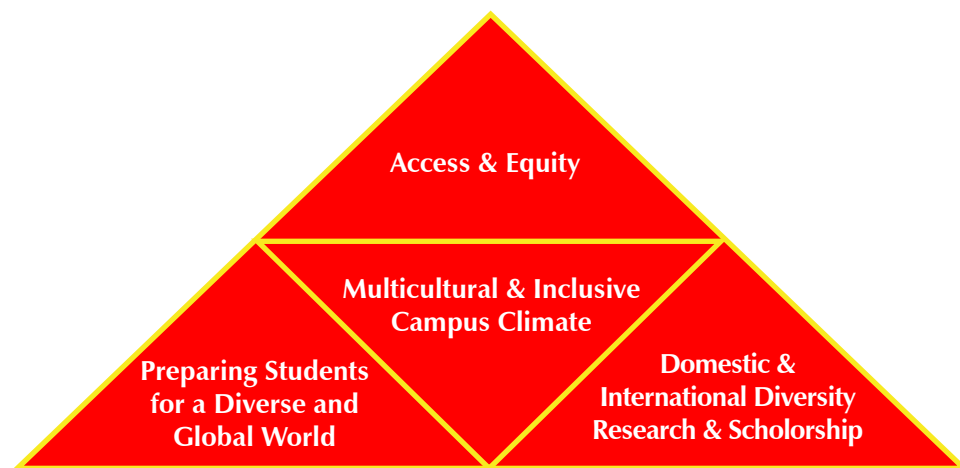 Access & Equity
Multicultural & Inclusive
Campus Climate
Preparing Students
for a Diverse and
Global World
Domestic &
International Diversity
Research & Scholorship